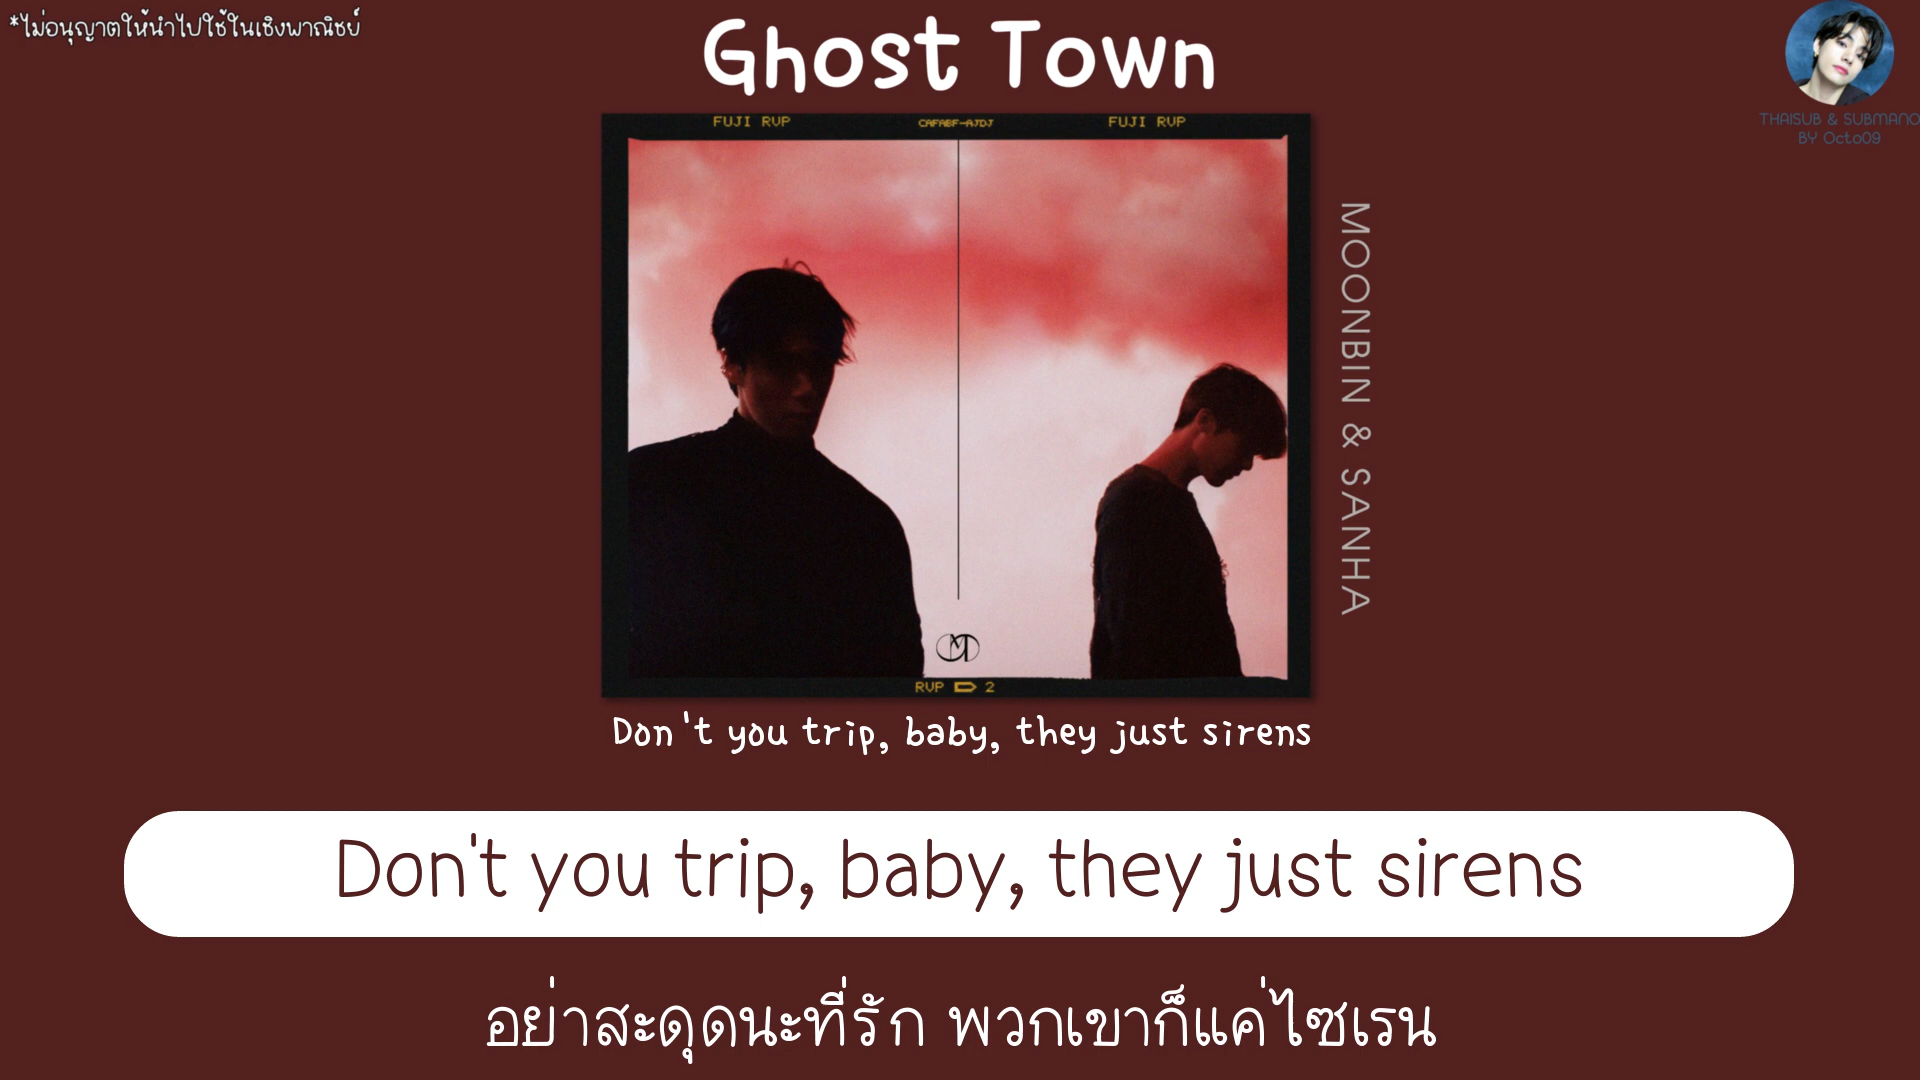 *ไม่อนุญาตให้นำไปใช้ในเชิงพาณิชย์
Ghost Town
THAISUB & SUBMANO
BY Octo09
FUJI RVP
CAFABF-AJDJ
FUJI RVP
MOONBIN & SANHA
RVP 2
Don't you trip, baby, they just sirens
Don't you trip, baby, they just sirens
อย่าสะดุดนะที่รัก พวกเขาก็แค่ไซเรน